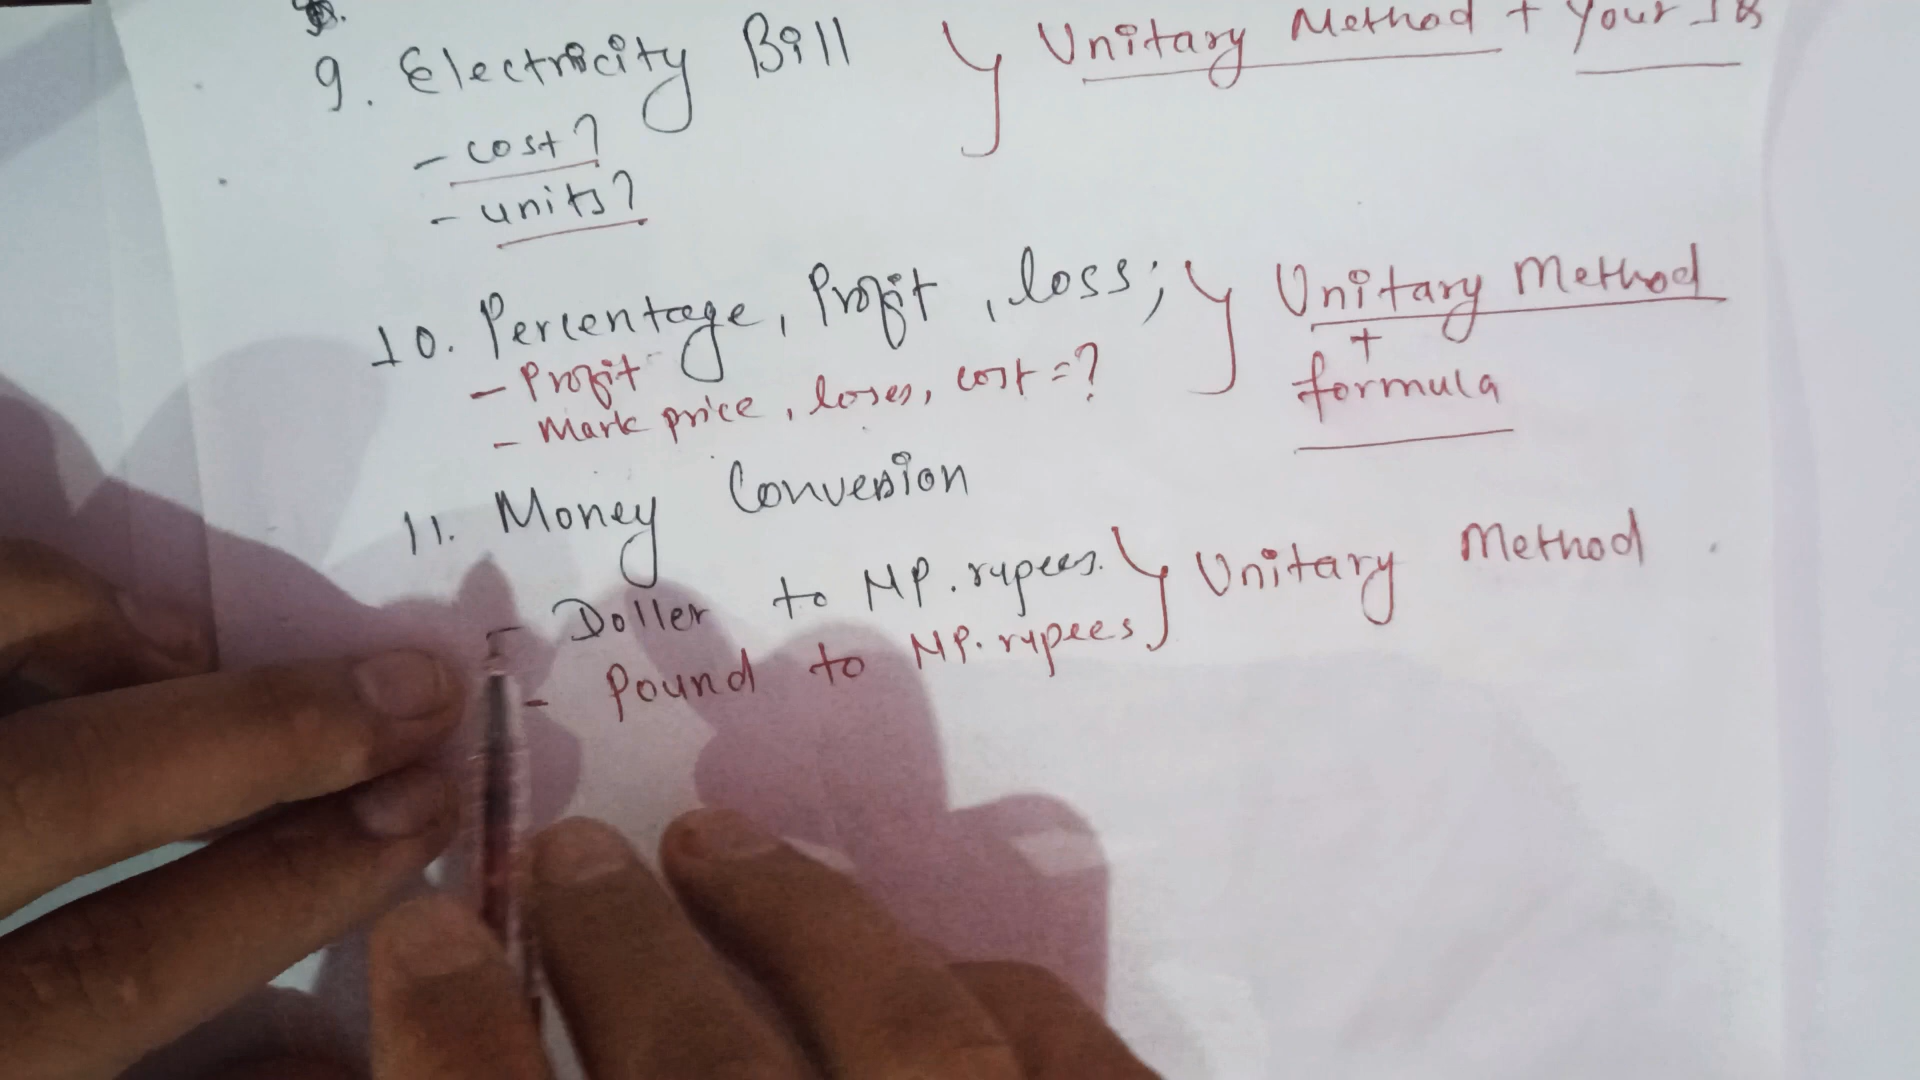 9. Electricity Bill } Unitary Method + Your IQ
- cost?
- units?
10. Percentage, Profit, loss; } Unitary Method
+
formula
- Profit
- Mark price, loses, cost = ?
11. Money Conversion
- Doller to NP. rupees. } Unitary Method
- Pound to NP. rupees